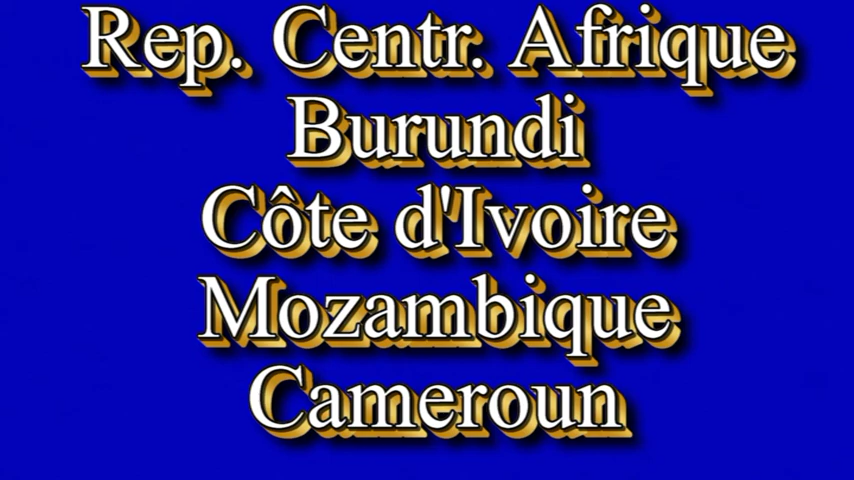 Rep. Centr. Afrique
Burundi
Côte d'Ivoire
Mozambique
Cameroun